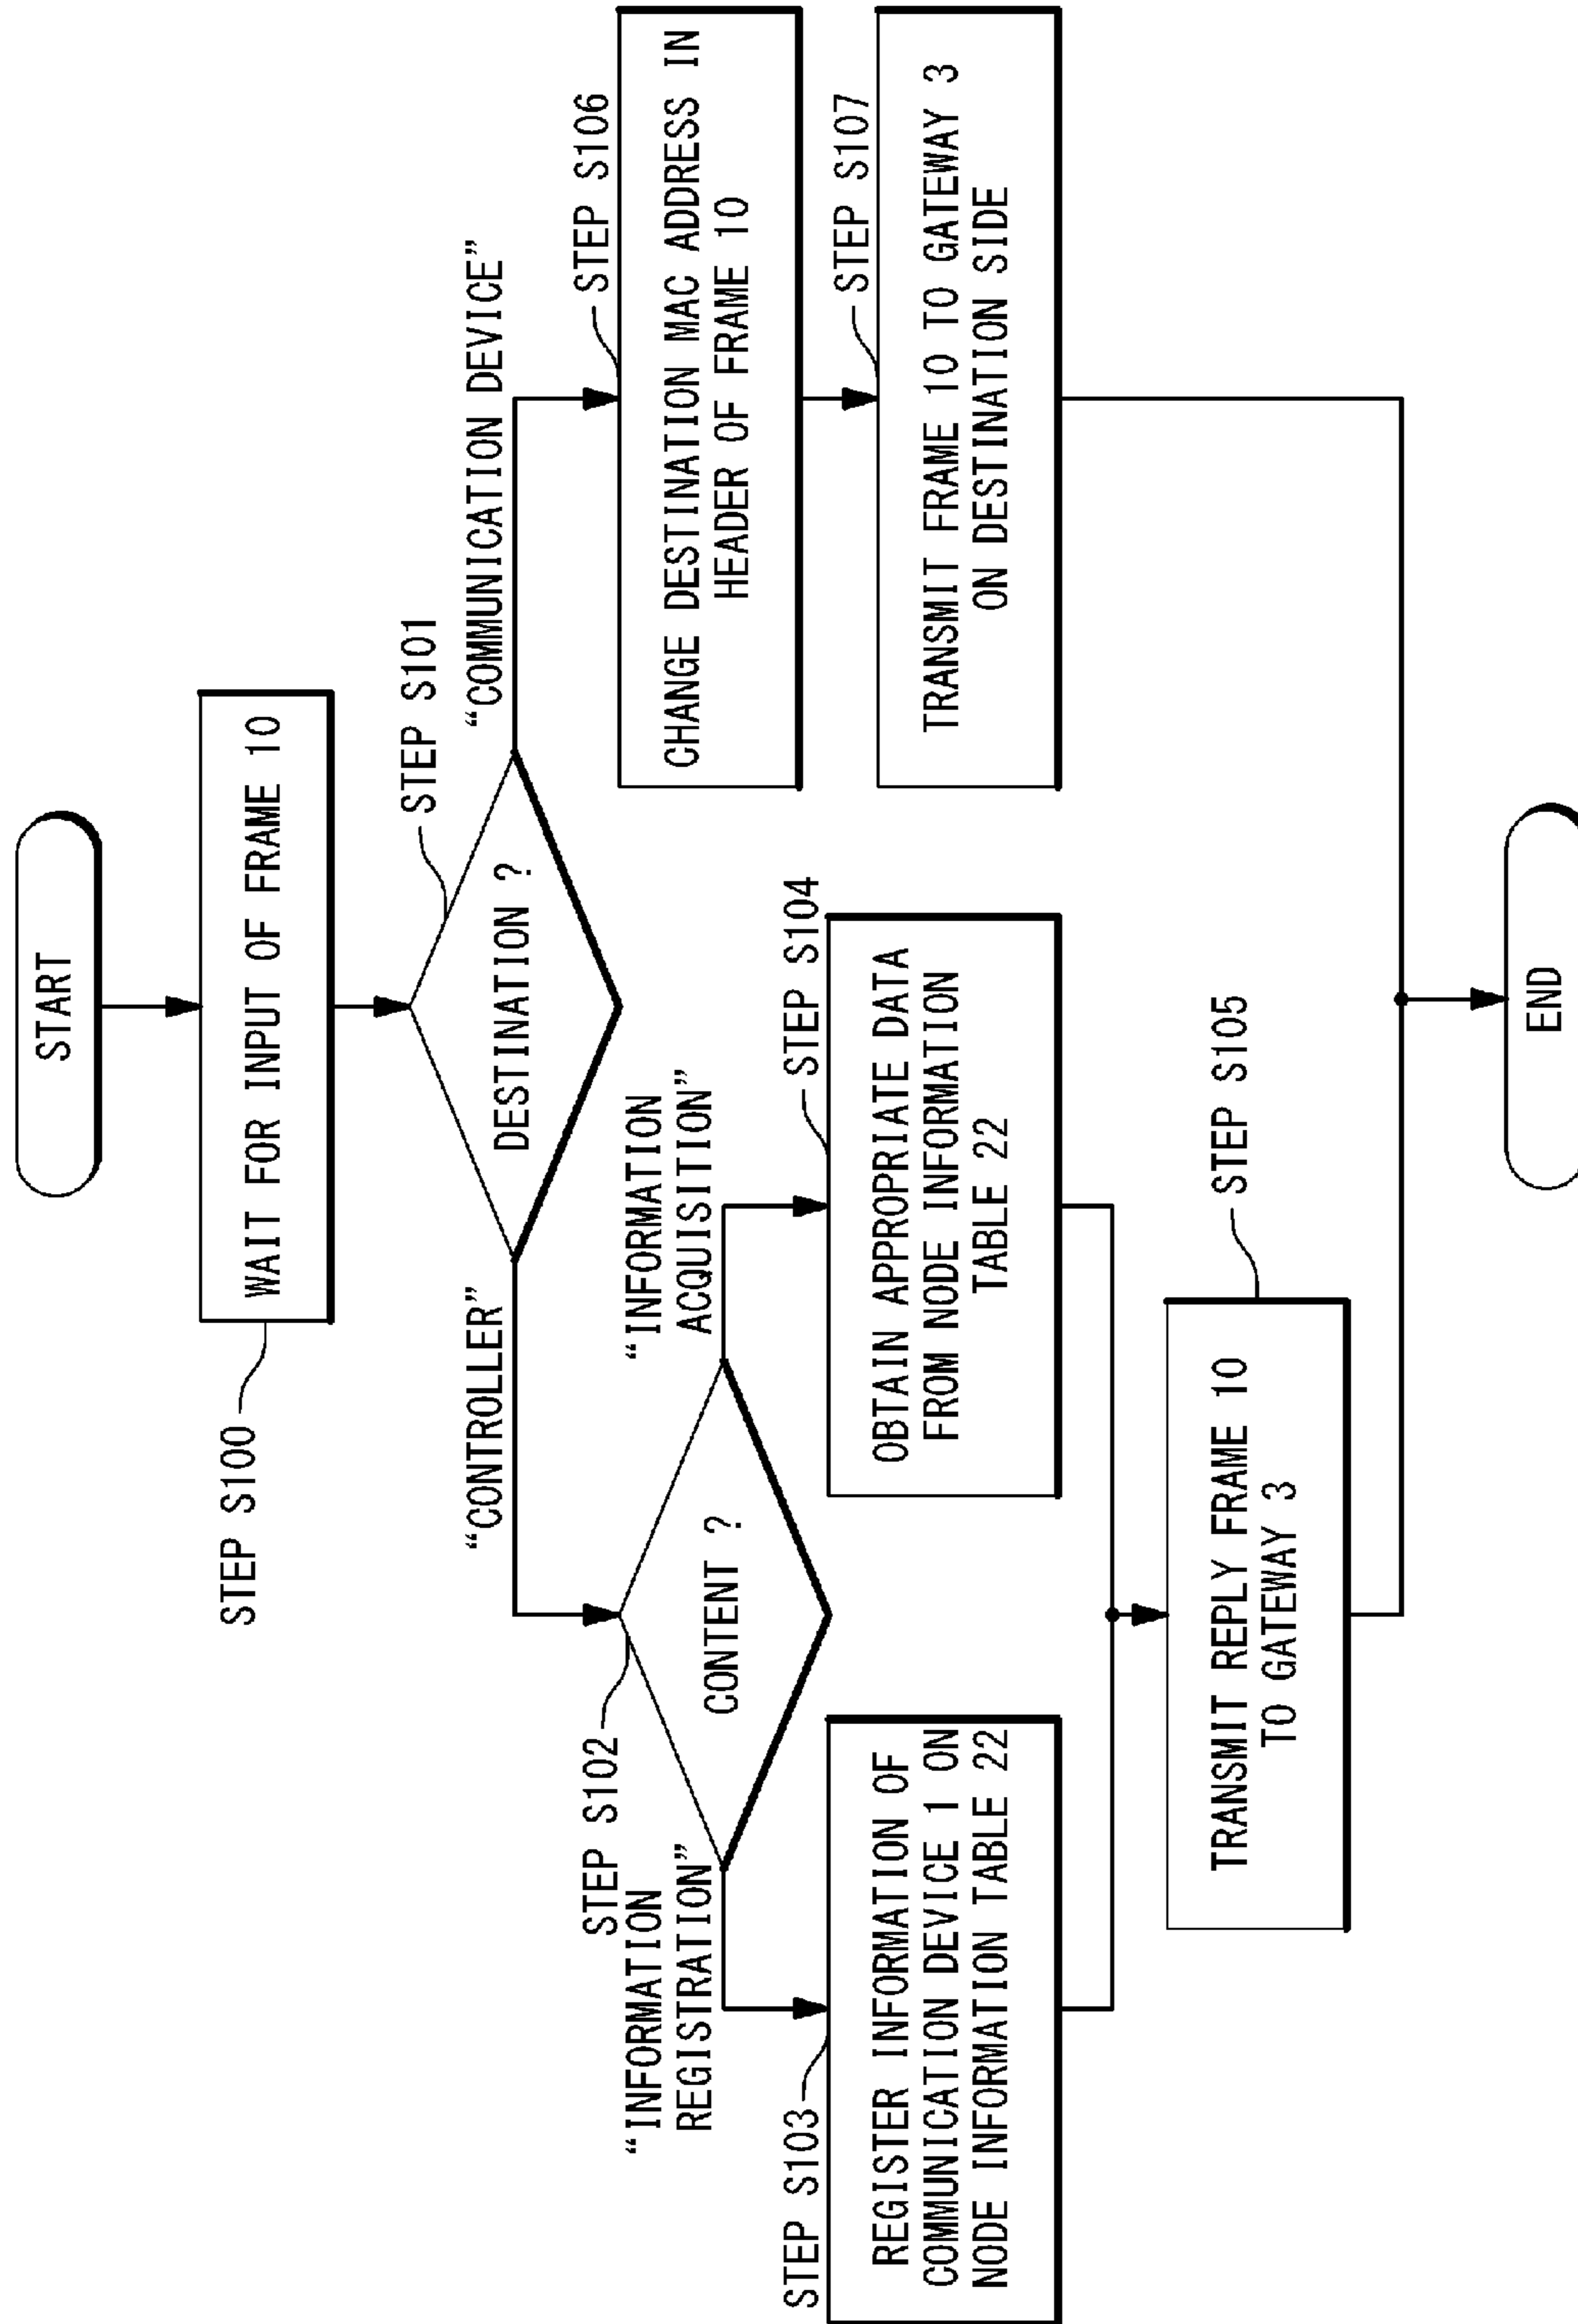 START
STEP S100
WAIT FOR INPUT OF FRAME 10
STEP S101
DESTINATION ?
“CONTROLLER”
“COMMUNICATION DEVICE”
STEP S102
CONTENT ?
“INFORMATION
REGISTRATION”
“INFORMATION
ACQUISITION”
STEP S103
REGISTER INFORMATION OF
COMMUNICATION DEVICE 1 ON
NODE INFORMATION TABLE 22
STEP S104
OBTAIN APPROPRIATE DATA
FROM NODE INFORMATION
TABLE 22
STEP S105
TRANSMIT REPLY FRAME 10
TO GATEWAY 3
STEP S106
CHANGE DESTINATION MAC ADDRESS IN
HEADER OF FRAME 10
STEP S107
TRANSMIT FRAME 10 TO GATEWAY 3
ON DESTINATION SIDE
END